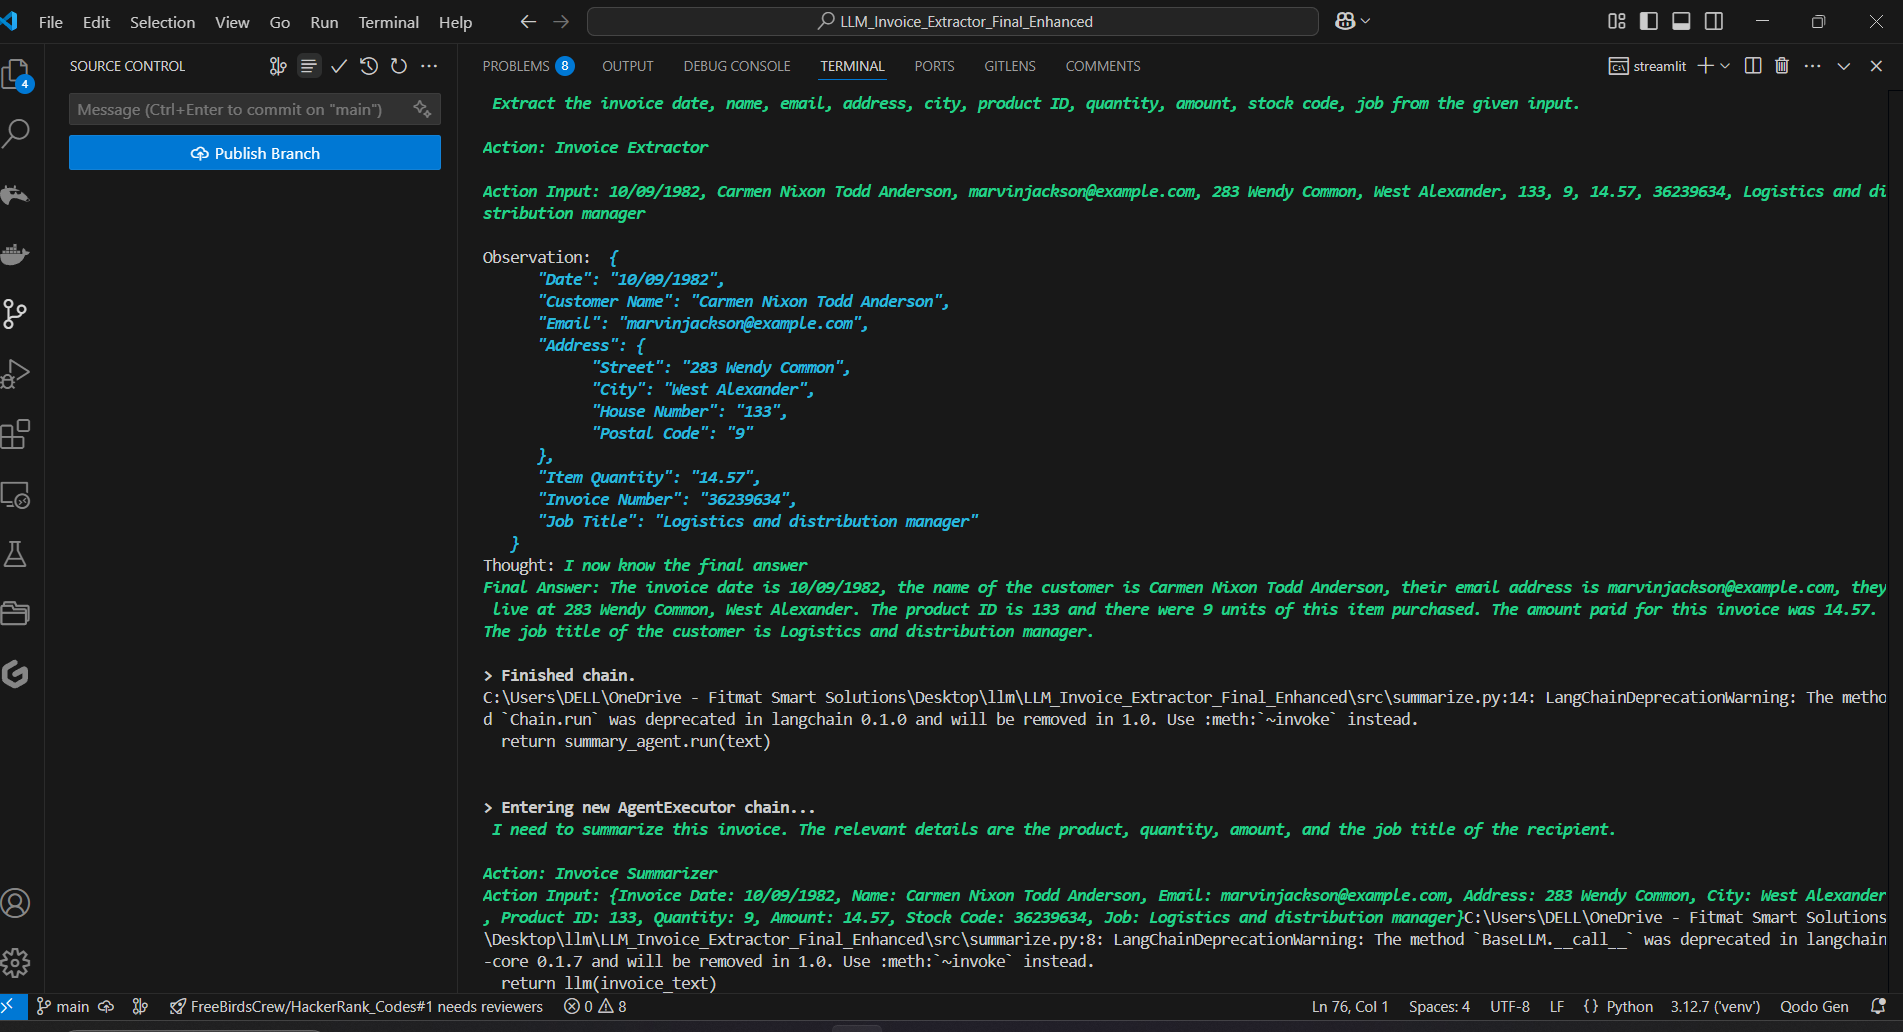 File Edit Selection View Go Run Terminal Help
LLM_Invoice_Extractor_Final_Enhanced
SOURCE CONTROL
Message (Ctrl+Enter to commit on "main")
Publish Branch
4
PROBLEMS 8 OUTPUT DEBUG CONSOLE TERMINAL PORTS GITLENS COMMENTS
streamlit
Extract the invoice date, name, email, address, city, product ID, quantity, amount, stock code, job from the given input.
Action: Invoice Extractor
Action Input: 10/09/1982, Carmen Nixon Todd Anderson, marvinjackson@example.com, 283 Wendy Common, West Alexander, 133, 9, 14.57, 36239634, Logistics and di
stribution manager
Observation:  {
"Date": "10/09/1982",
"Customer Name": "Carmen Nixon Todd Anderson",
"Email": "marvinjackson@example.com",
"Address": {
"Street": "283 Wendy Common",
"City": "West Alexander",
"House Number": "133",
"Postal Code": "9"
},
"Item Quantity": "14.57",
"Invoice Number": "36239634",
"Job Title": "Logistics and distribution manager"
}
Thought: I now know the final answer
Final Answer: The invoice date is 10/09/1982, the name of the customer is Carmen Nixon Todd Anderson, their email address is marvinjackson@example.com, they
live at 283 Wendy Common, West Alexander. The product ID is 133 and there were 9 units of this item purchased. The amount paid for this invoice was 14.57.
The job title of the customer is Logistics and distribution manager.
> Finished chain.
C:\Users\DELL\OneDrive - Fitmat Smart Solutions\Desktop\llm\LLM_Invoice_Extractor_Final_Enhanced\src\summarize.py:14: LangChainDeprecationWarning: The metho
d `Chain.run` was deprecated in langchain 0.1.0 and will be removed in 1.0. Use :meth:`~invoke` instead.
return summary_agent.run(text)
> Entering new AgentExecutor chain...
I need to summarize this invoice. The relevant details are the product, quantity, amount, and the job title of the recipient.
Action: Invoice Summarizer
Action Input: {Invoice Date: 10/09/1982, Name: Carmen Nixon Todd Anderson, Email: marvinjackson@example.com, Address: 283 Wendy Common, City: West Alexander
, Product ID: 133, Quantity: 9, Amount: 14.57, Stock Code: 36239634, Job: Logistics and distribution manager}C:\Users\DELL\OneDrive - Fitmat Smart Solutions
\Desktop\llm\LLM_Invoice_Extractor_Final_Enhanced\src\summarize.py:8: LangChainDeprecationWarning: The method `BaseLLM.__call__` was deprecated in langchain
-core 0.1.7 and will be removed in 1.0. Use :meth:`~invoke` instead.
return llm(invoice_text)
main FreeBirdsCrew/HackerRank_Codes#1 needs reviewers 0 8 Ln 76, Col 1 Spaces: 4 UTF-8 LF {} Python 3.12.7 ('venv') Qodo Gen